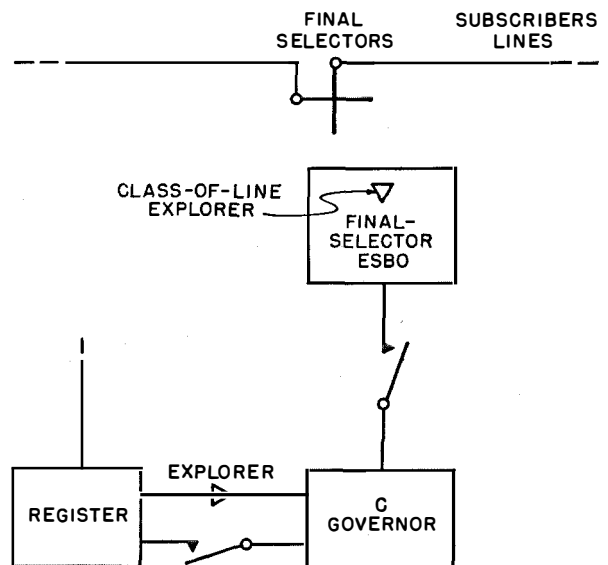 FINAL
SELECTORS
SUBSCRIBERS
LINES
CLASS-OF-LINE
EXPLORER
FINAL-
SELECTOR
ESBO
EXPLORER
REGISTER
C
GOVERNOR